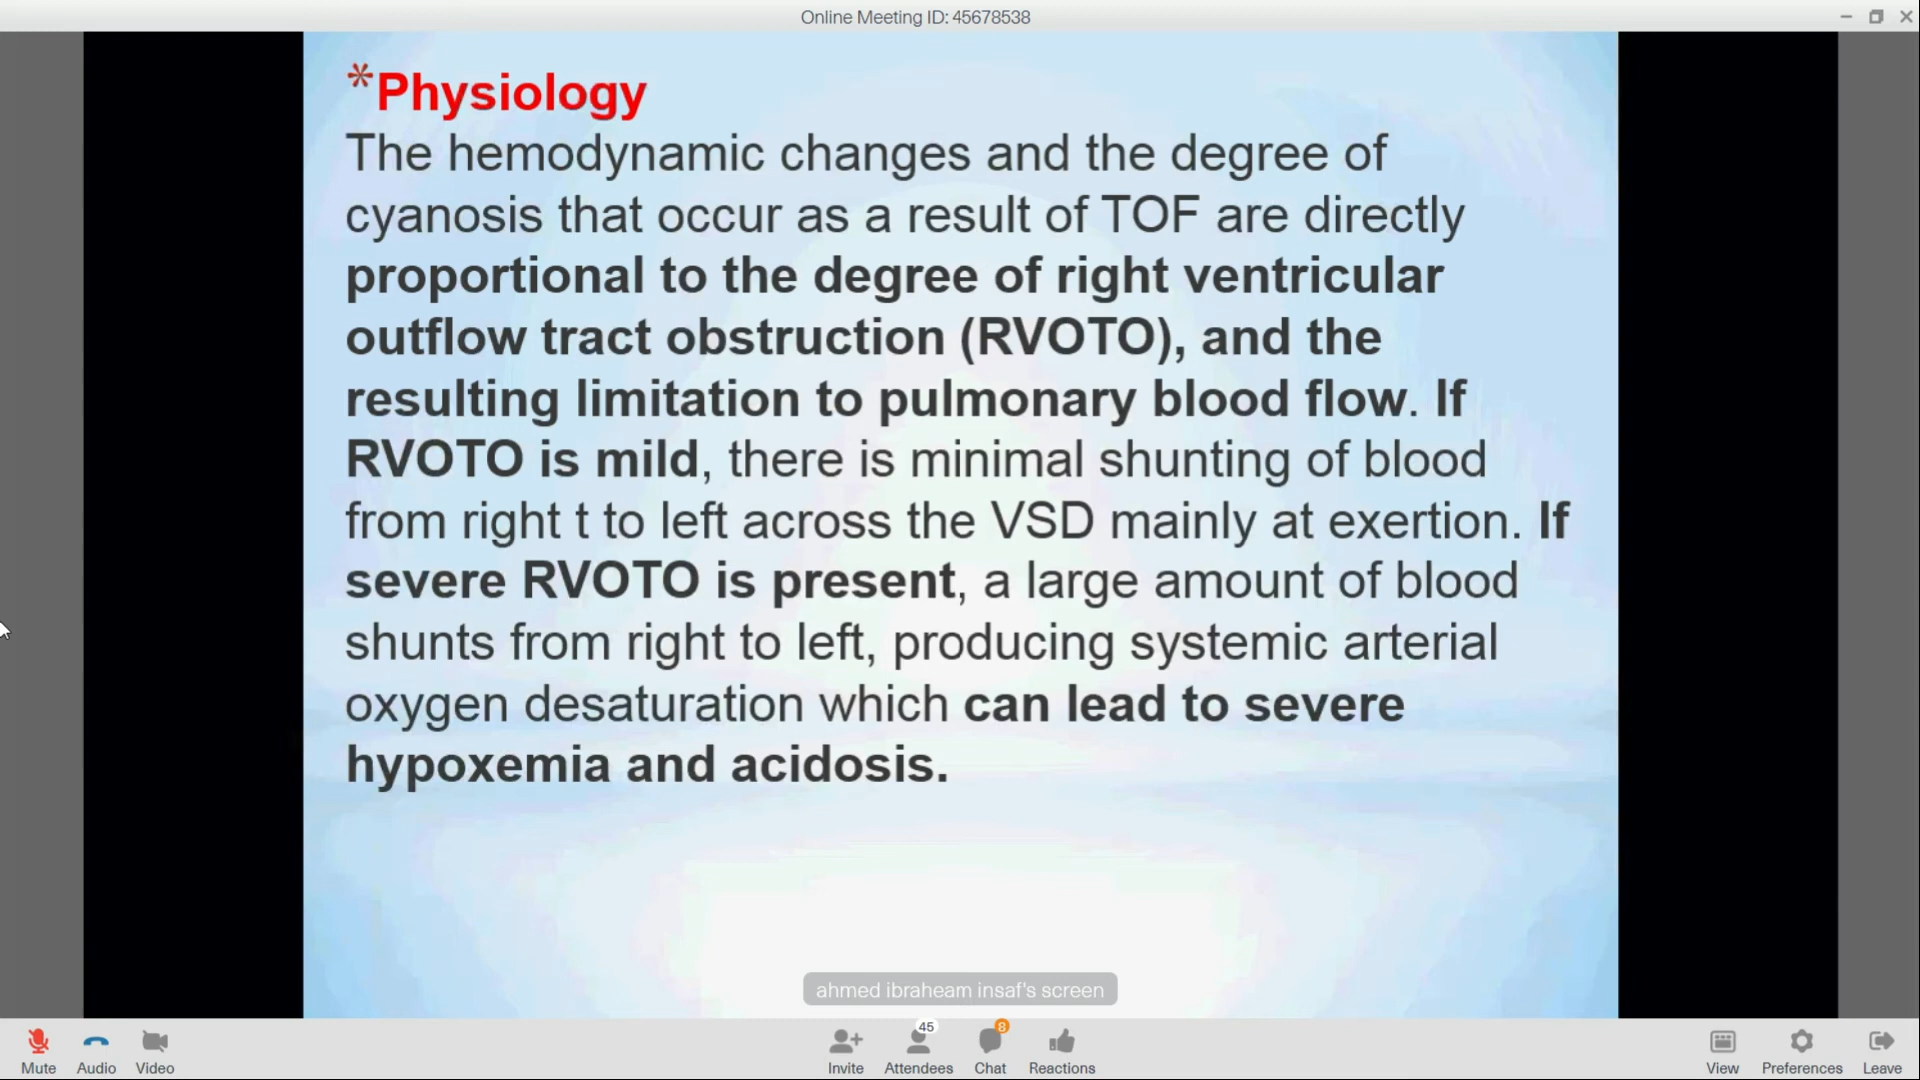 Online Meeting ID: 45678538
*Physiology
The hemodynamic changes and the degree of
cyanosis that occur as a result of TOF are directly
proportional to the degree of right ventricular
outflow tract obstruction (RVOTO), and the
resulting limitation to pulmonary blood flow. If
RVOTO is mild, there is minimal shunting of blood
from right t to left across the VSD mainly at exertion. If
severe RVOTO is present, a large amount of blood
shunts from right to left, producing systemic arterial
oxygen desaturation which can lead to severe
hypoxemia and acidosis.
ahmed ibraheam insaf's screen
45 8
Mute Audio Video Invite Attendees Chat Reactions View Preferences Leave